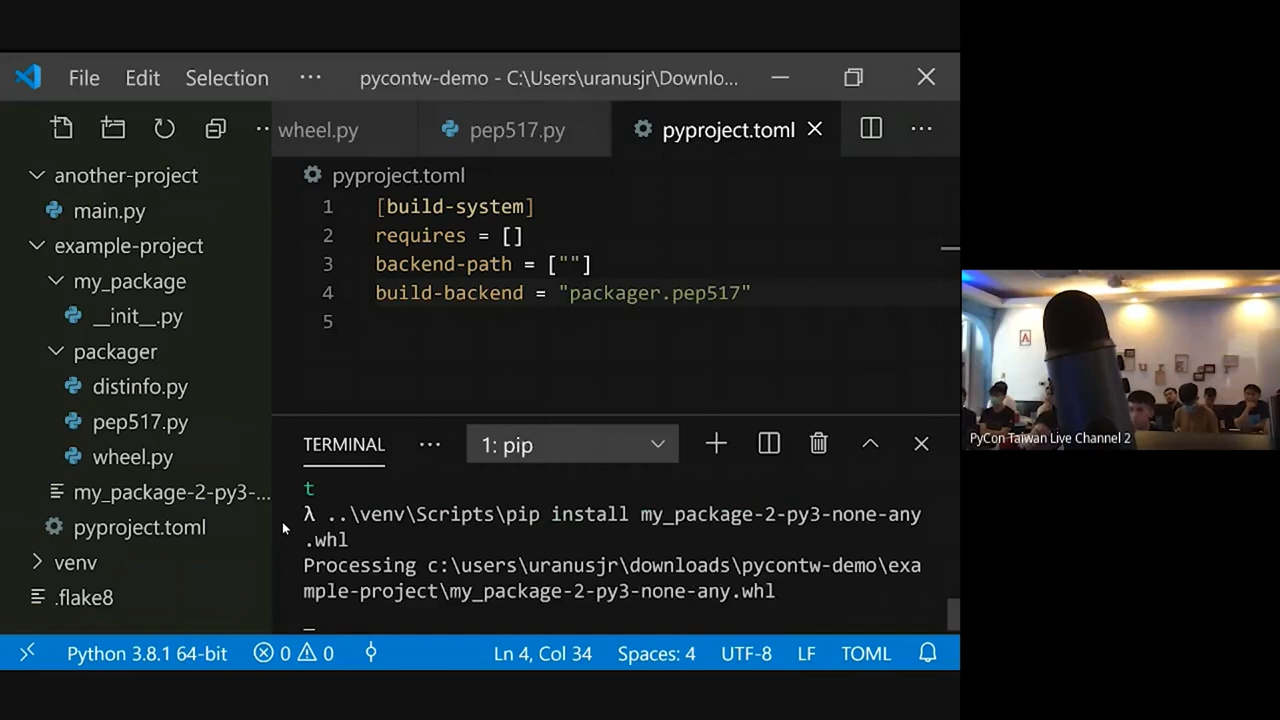 File Edit Selection ··· pycontw-demo - C:\Users\uranusjr\Downlo...
wheel.py pep517.py pyproject.toml
another-project
main.py
example-project
my_package
__init__.py
packager
distinfo.py
pep517.py
wheel.py
my_package-2-py3-...
pyproject.toml
venv
.flake8
pyproject.toml
1 [build-system]
2 requires = []
3 backend-path = [""]
4 build-backend = "packager.pep517"
5
TERMINAL ··· 1: pip
t
λ ..\venv\Scripts\pip install my_package-2-py3-none-any
.whl
Processing c:\users\uranusjr\downloads\pycontw-demo\exa
mple-project\my_package-2-py3-none-any.whl
Python 3.8.1 64-bit 0 0 Ln 4, Col 34 Spaces: 4 UTF-8 LF TOML
A
PyCon Taiwan Live Channel 2